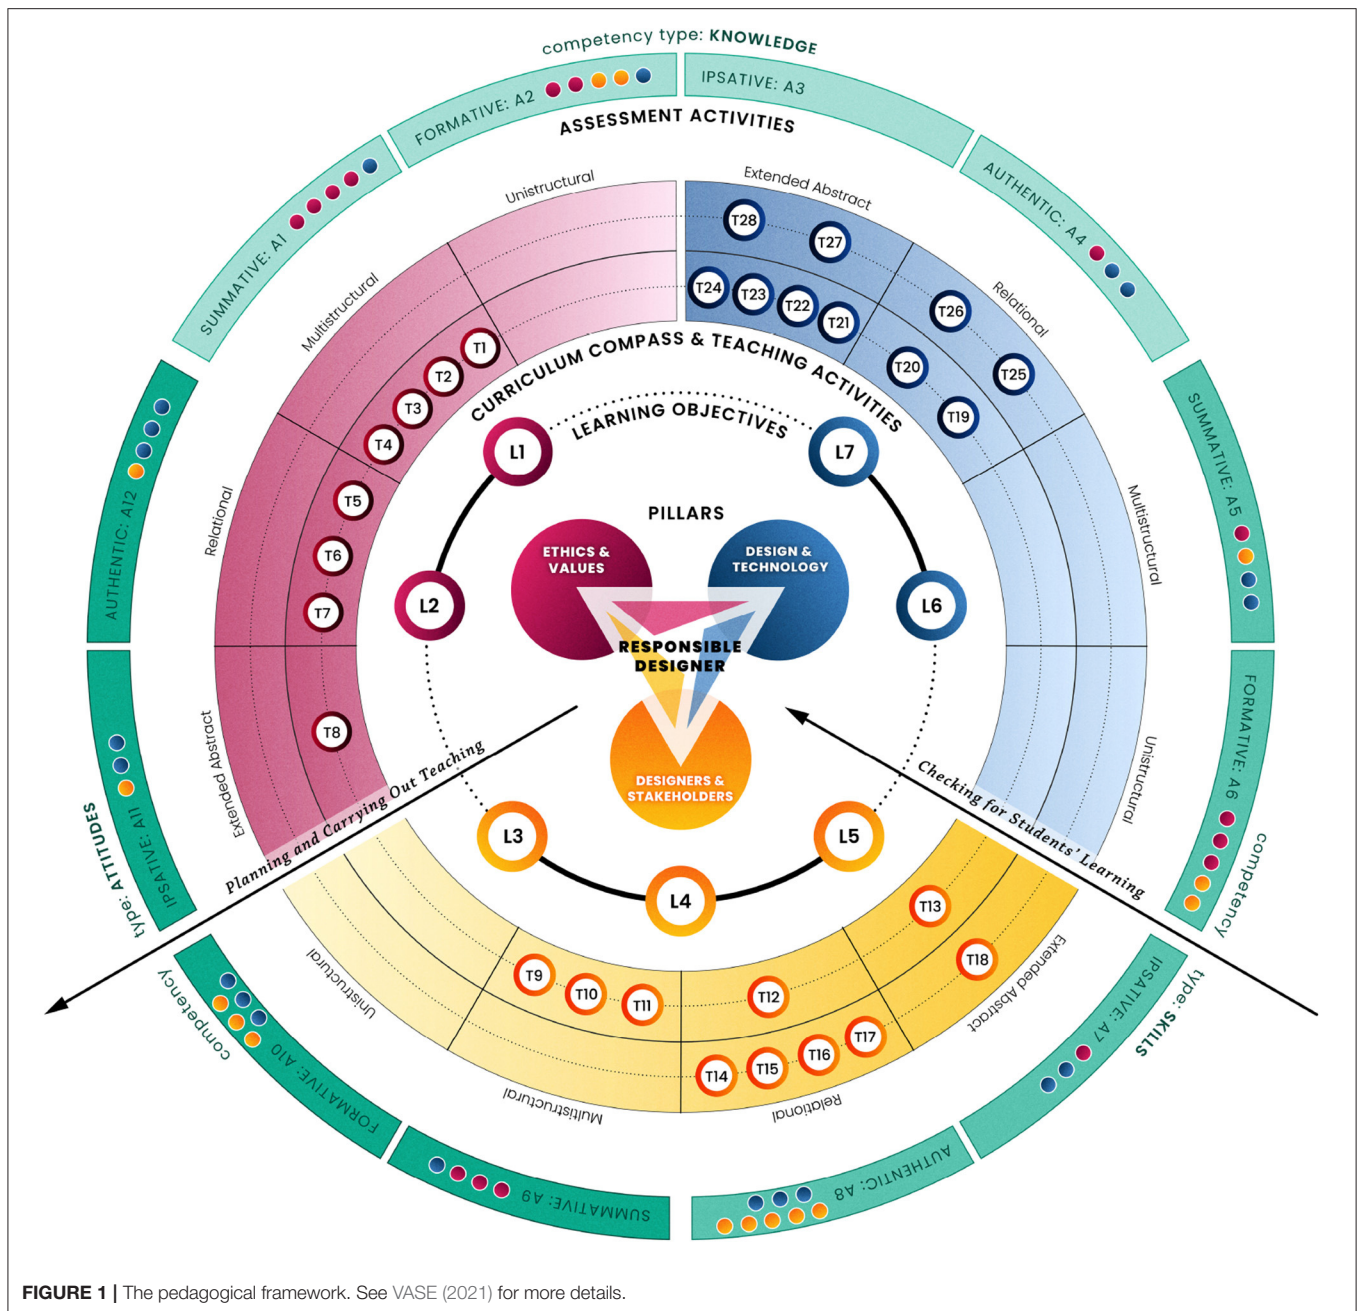 competency type: KNOWLEDGE
SUMMATIVE: A1
FORMATIVE: A2
IPSATIVE: A3
AUTHENTIC: A4
ASSESSMENT ACTIVITIES
SUMMATIVE: A5
FORMATIVE: A6
IPSATIVE: A7
AUTHENTIC: A8
competency
type: SKILLS
SUMMATIVE: A9
FORMATIVE: A10
IPSATIVE: A11
AUTHENTIC: A12
competency
type: ATTITUDES
Unistructural
Multistructural
Relational
Extended Abstract
T1
T2
T3
T4
T5
T6
T7
T8
Extended Abstract
Relational
Multistructural
Unistructural
T28
T27
T26
T25
T24
T23
T22
T21
T20
T19
CURRICULUM COMPASS & TEACHING ACTIVITIES
LEARNING OBJECTIVES
L1
L7
L2
L6
L3
L5
L4
PILLARS
ETHICS &
VALUES
DESIGN &
TECHNOLOGY
RESPONSIBLE
DESIGNER
DESIGNERS &
STAKEHOLDERS
Planning and Carrying Out Teaching
Checking for Students' Learning
T9
T10
T11
T12
T13
T14
T15
T16
T17
T18
Unistructural
Multistructural
Relational
Extended Abstract
FIGURE 1 | The pedagogical framework. See VASE (2021) for more details.